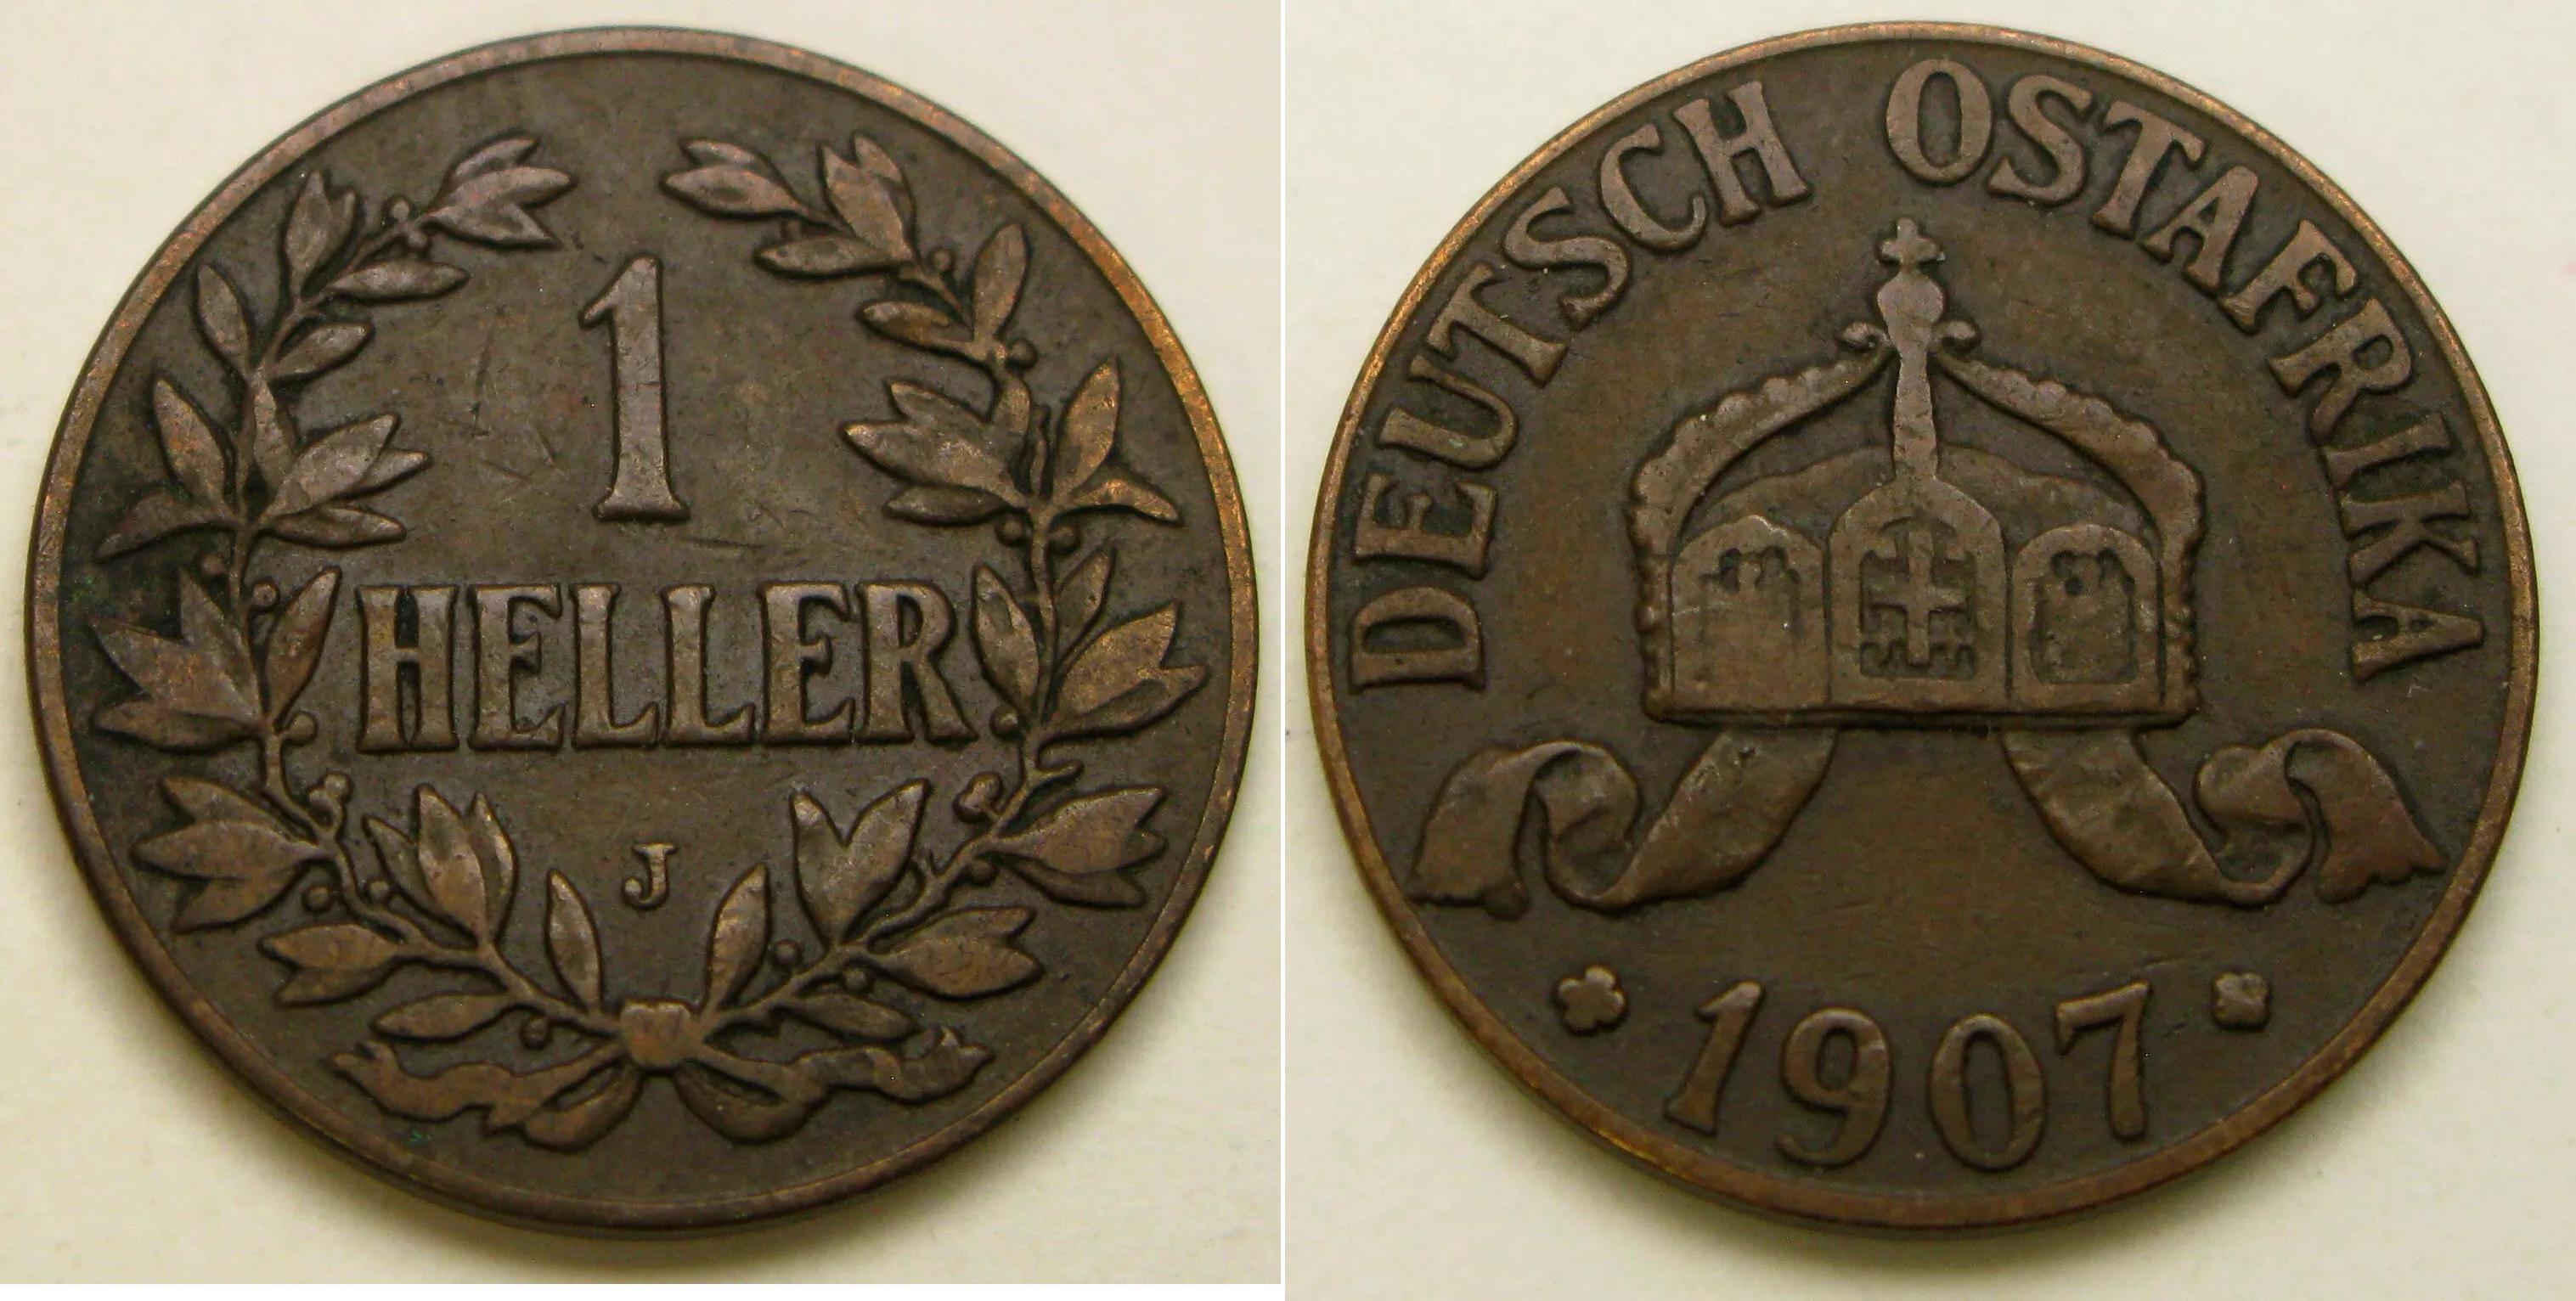 1
HELLER
J
DEUTSCH OSTAFRIKA
1907